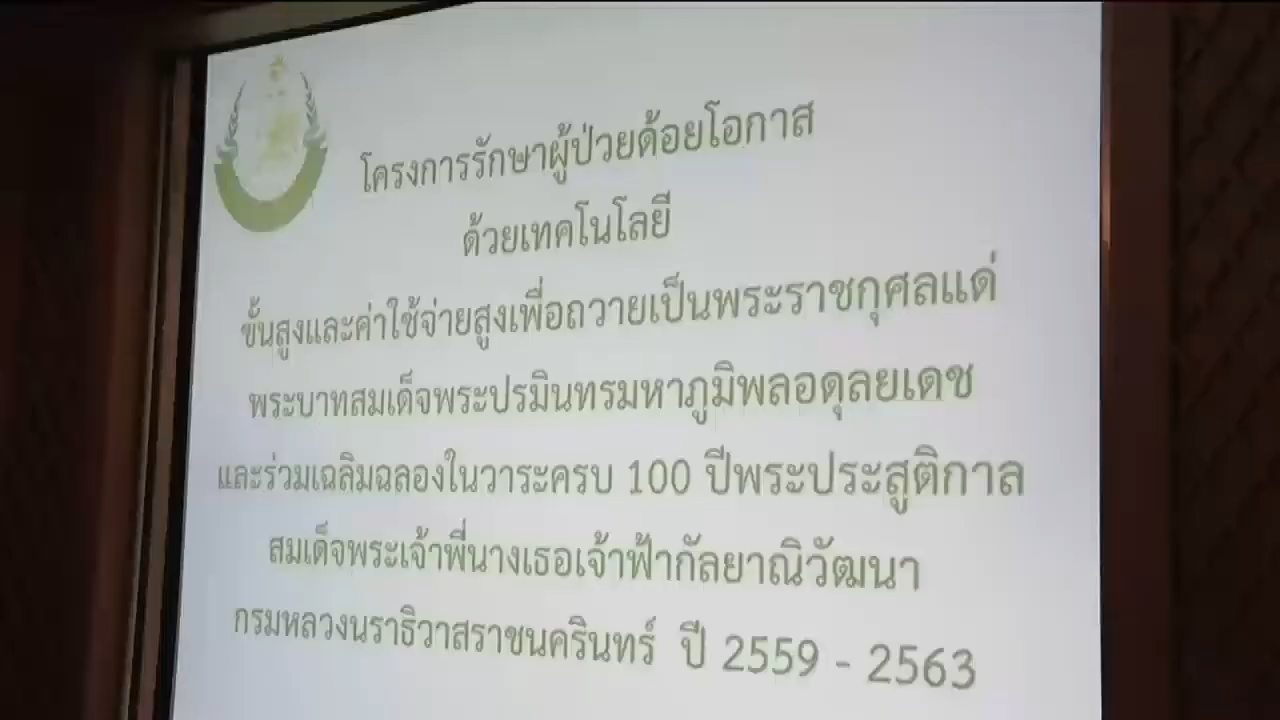 โครงการรักษาผู้ป่วยด้อยโอกาส
ด้วยเทคโนโลยี
ขั้นสูงและค่าใช้จ่ายสูงเพื่อถวายเป็นพระราชกุศลแด่
พระบาทสมเด็จพระปรมินทรมหาภูมิพลอดุลยเดช
และร่วมเฉลิมฉลองในวาระครบ 100 ปีพระประสูติกาล
สมเด็จพระเจ้าพี่นางเธอเจ้าฟ้ากัลยาณิวัฒนา
กรมหลวงนราธิวาสราชนครินทร์ ปี 2559 - 2563